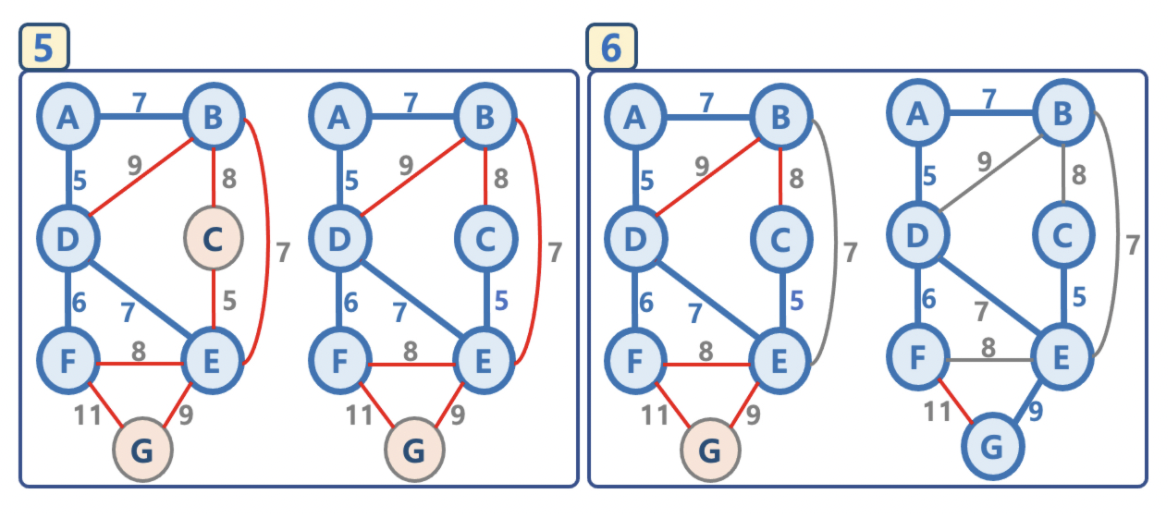 5
6
A 7 B A 7 B A 7 B A 7 B
5 9 8 5 9 8 5 9 8 5 9 8
D C 7 D C 7 D C 7 D C 7
6 7 5 6 7 5 6 7 5 6 7 5
F 8 E F 8 E F 8 E F 8 E
11 9 11 9 11 9 11 9
G G G G